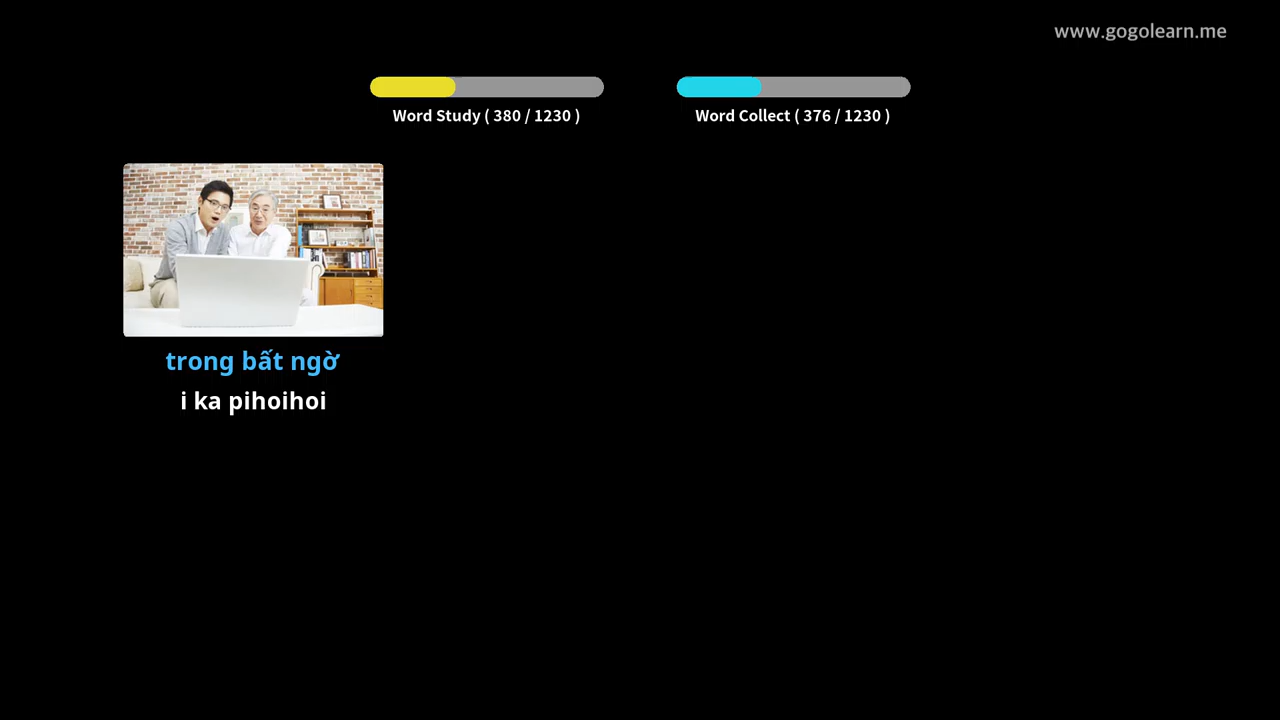 www.gogolearn.me
Word Study ( 380 / 1230 )
Word Collect ( 376 / 1230 )
trong bất ngờ
i ka pihoihoi